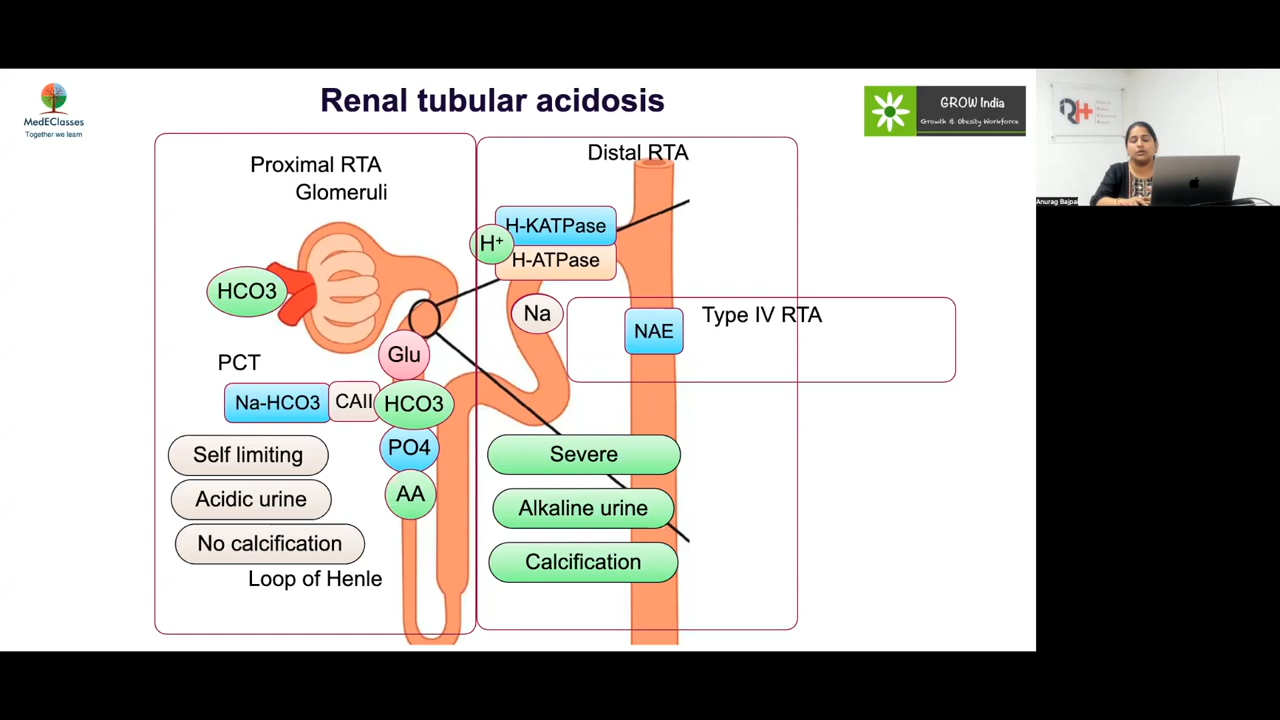 Renal tubular acidosis
MedEClasses
Together we learn
GROW India
Growth & Obesity Workforce
Proximal RTA
Glomeruli
HCO3
PCT
Glu
Na-HCO3
CAII
HCO3
PO4
AA
Self limiting
Acidic urine
No calcification
Loop of Henle
Distal RTA
H+
H-KATPase
H-ATPase
Na
NAE
Type IV RTA
Severe
Alkaline urine
Calcification
Anurag Bajpai